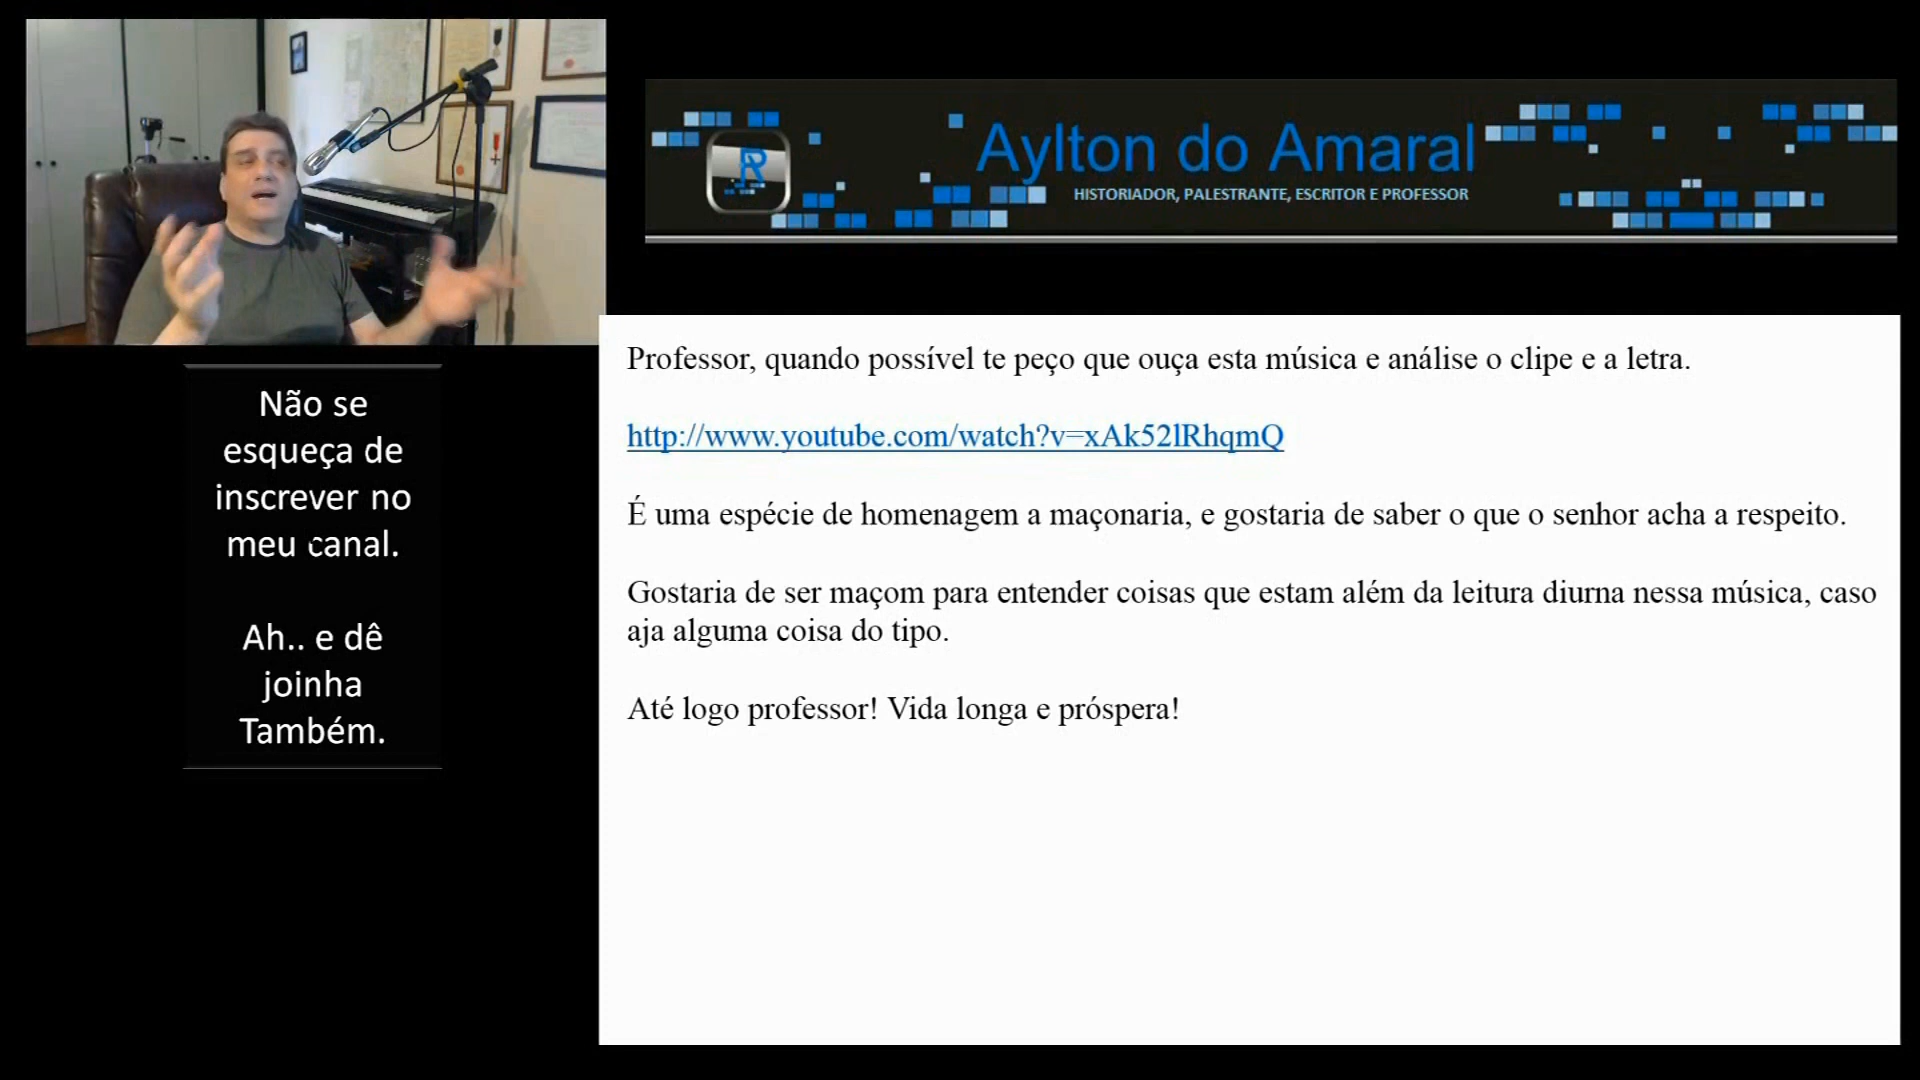 Aylton do Amaral
HISTORIADOR, PALESTRANTE, ESCRITOR E PROFESSOR
Não se
esqueça de
inscrever no
meu canal.
Ah.. e dê
joinha
Também.
Professor, quando possível te peço que ouça esta música e análise o clipe e a letra.
http://www.youtube.com/watch?v=xAk52lRhqmQ
É uma espécie de homenagem a maçonaria, e gostaria de saber o que o senhor acha a respeito.
Gostaria de ser maçom para entender coisas que estam além da leitura diurna nessa música, caso
aja alguma coisa do tipo.
Até logo professor! Vida longa e próspera!